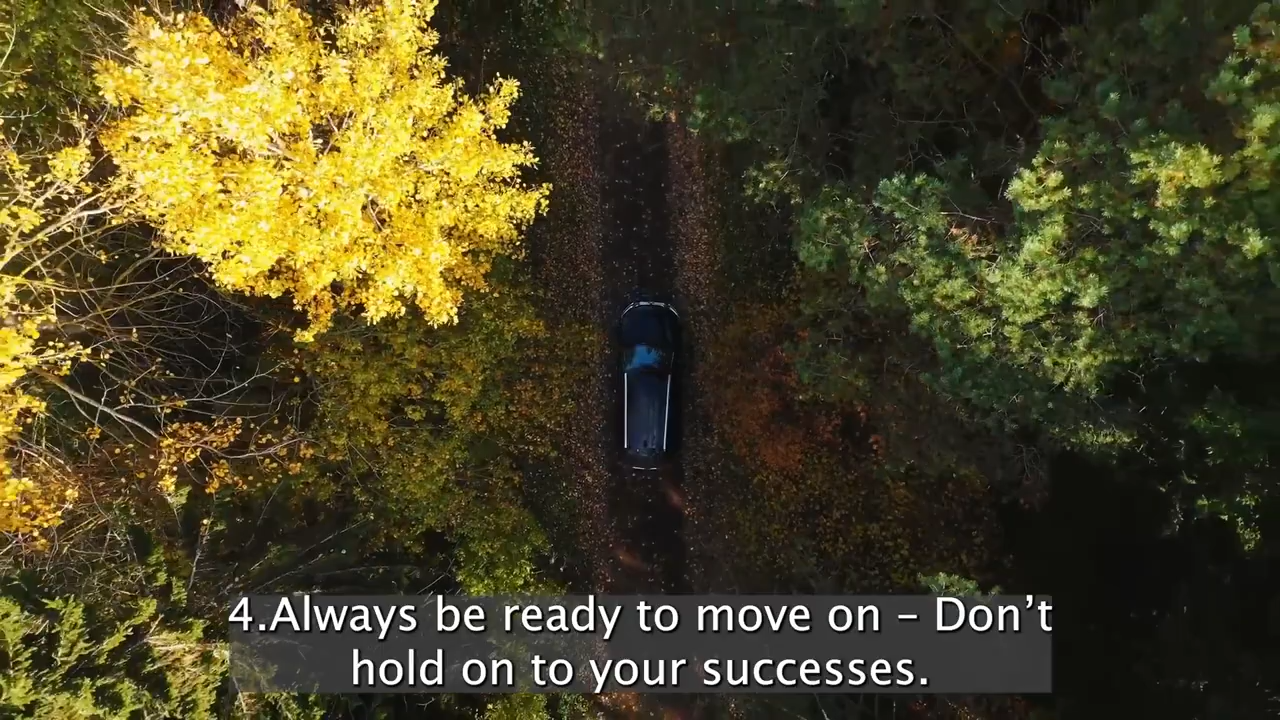 4.Always be ready to move on – Don’t
hold on to your successes.